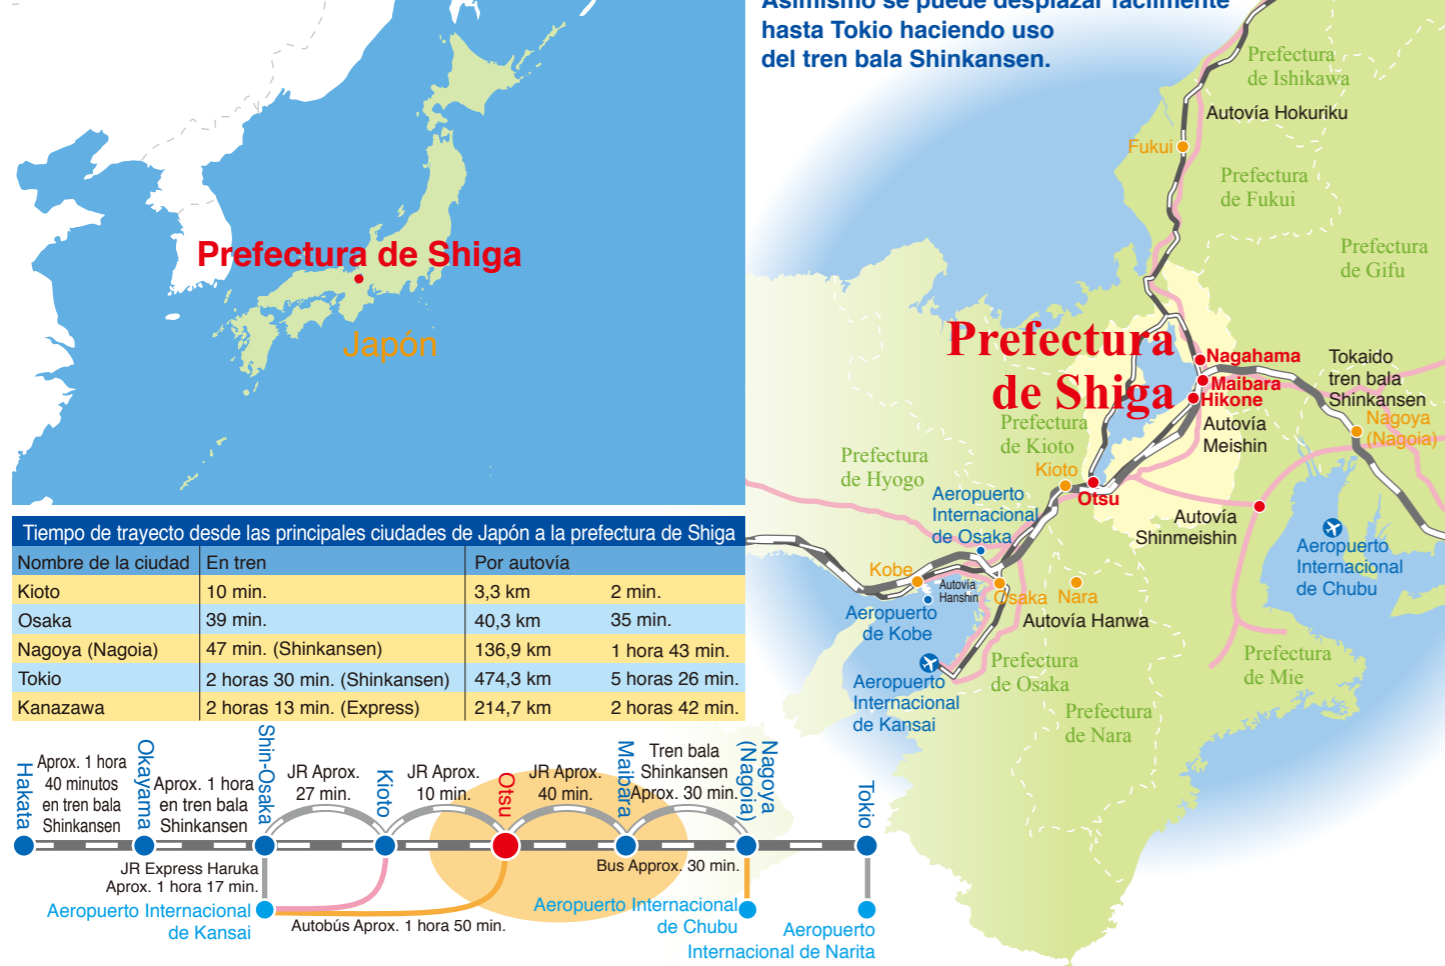 Asimismo se puede desplazar fácilmente
hasta Tokio haciendo uso
del tren bala Shinkansen.
Prefectura de Shiga
Japón
Prefectura
de Ishikawa
Autovía Hokuriku
Fukui
Prefectura
de Fukui
Prefectura
de Gifu
Prefectura
de Shiga
Nagahama
Maibara
Hikone
Tokaido
tren bala
Shinkansen
Nagoya
(Nagoia)
Autovía
Meishin
Prefectura
de Kioto
Prefectura
de Hyogo
Kioto
Otsu
Aeropuerto
Internacional
de Osaka
Autovía
Shinmeishin
Aeropuerto
Internacional
de Chubu
Kobe
Autovía
Hanshin
Osaka
Nara
Aeropuerto
de Kobe
Autovía Hanwa
Prefectura
de Osaka
Prefectura
de Mie
Aeropuerto
Internacional
de Kansai
Prefectura
de Nara
Tiempo de trayecto desde las principales ciudades de Japón a la prefectura de Shiga
Nombre de la ciudad En tren Por autovía
Kioto 10 min. 3,3 km 2 min.
Osaka 39 min. 40,3 km 35 min.
Nagoya (Nagoia) 47 min. (Shinkansen) 136,9 km 1 hora 43 min.
Tokio 2 horas 30 min. (Shinkansen) 474,3 km 5 horas 26 min.
Kanazawa 2 horas 13 min. (Express) 214,7 km 2 horas 42 min.
Hakata
Aprox. 1 hora
40 minutos
en tren bala
Shinkansen
Okayama
Aprox. 1 hora
en tren bala
Shinkansen
Shin-Osaka
JR Aprox.
27 min.
Kioto
JR Aprox.
10 min.
Otsu
JR Aprox.
40 min.
Maibara
Tren bala
Shinkansen
Aprox. 30 min.
Nagoya
(Nagoia)
Tokio
JR Express Haruka
Aprox. 1 hora 17 min.
Bus Approx. 30 min.
Aeropuerto Internacional
de Kansai
Autobús Aprox. 1 hora 50 min.
Aeropuerto Internacional
de Chubu
Aeropuerto
Internacional de Narita